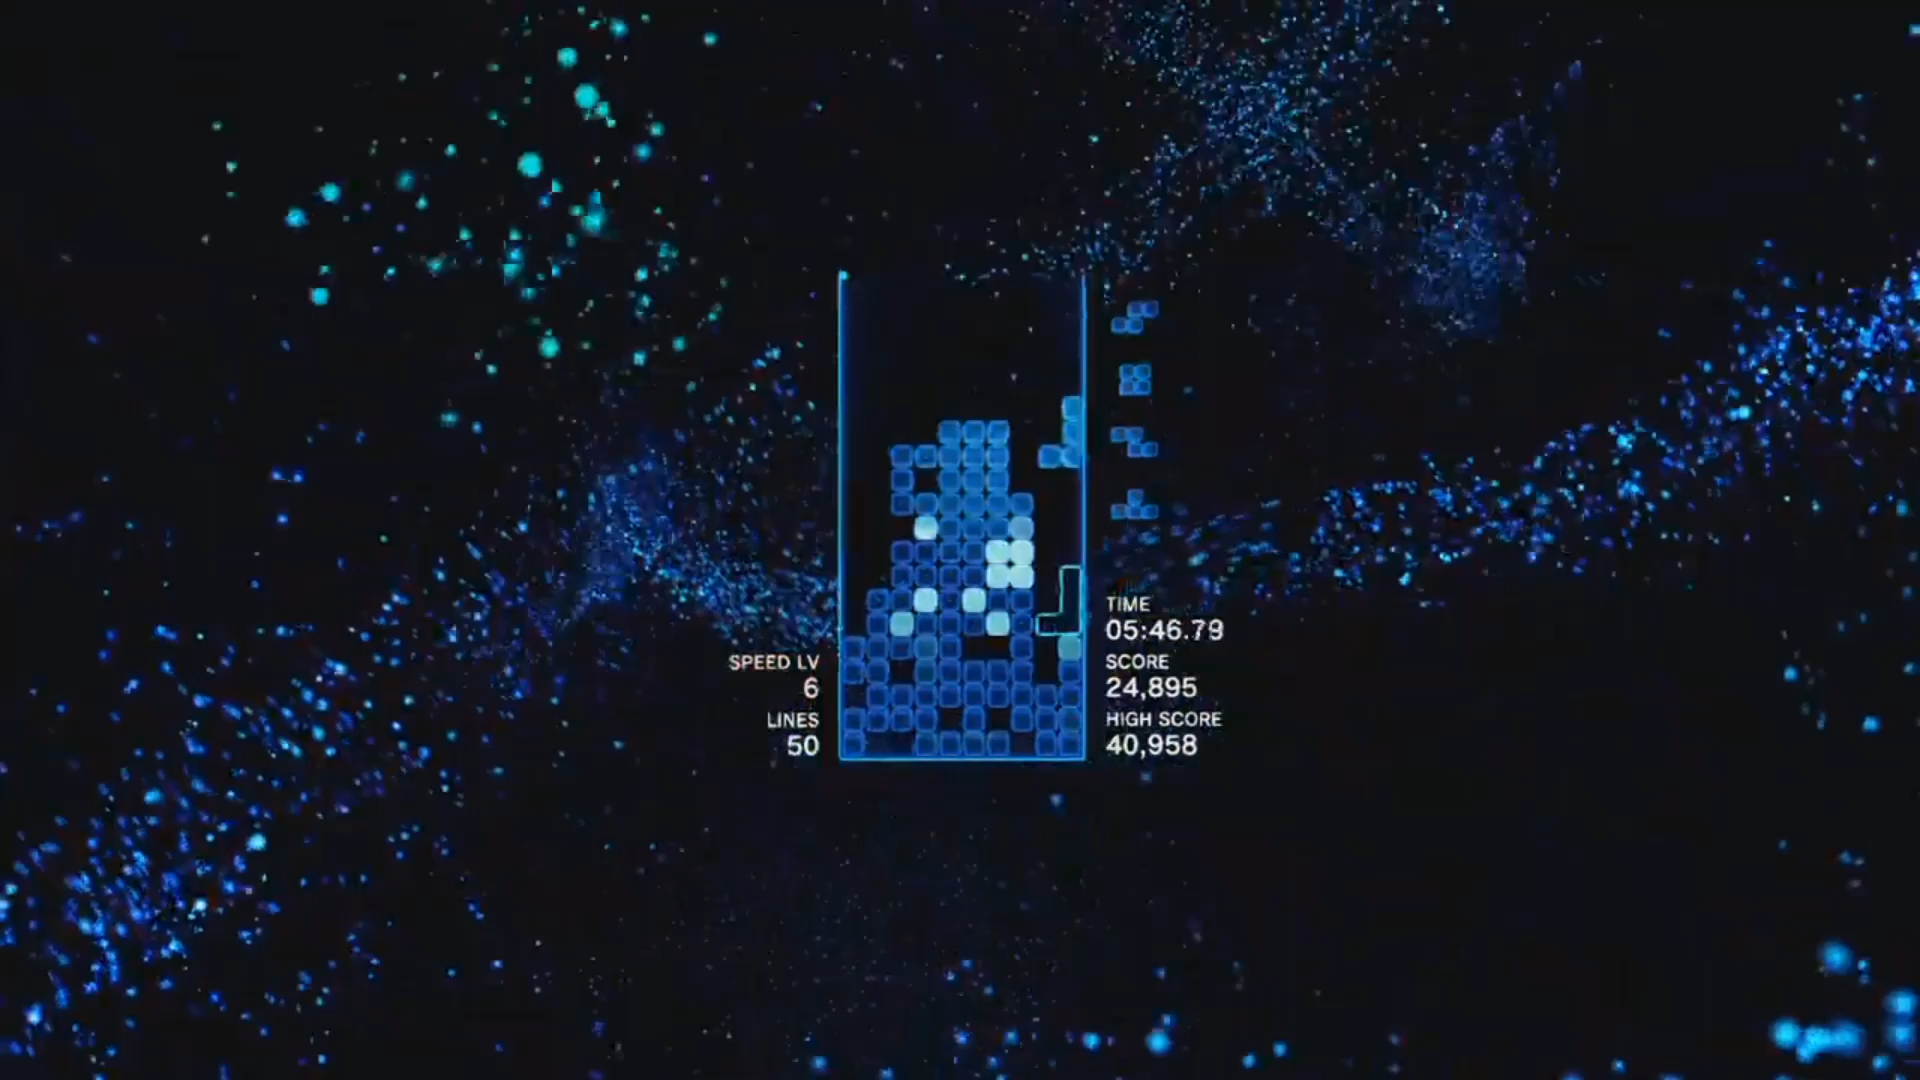 SPEED LV
6
LINES
50
TIME
05:46.79
SCORE
24,895
HIGH SCORE
40,958